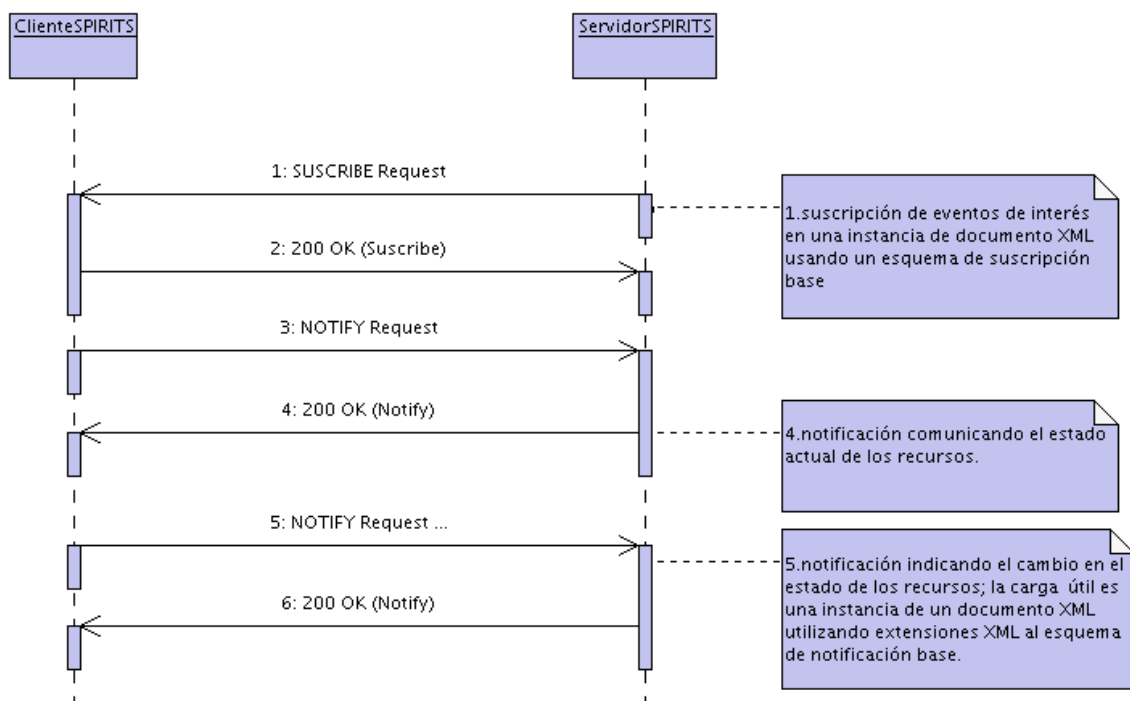 ClienteSPIRITS
ServidorSPIRITS
1: SUSCRIBE Request
1.suscripción de eventos de interés
en una instancia de documento XML
usando un esquema de suscripción
base
2: 200 OK (Suscribe)
3: NOTIFY Request
4: 200 OK (Notify)
4.notificación comunicando el estado
actual de los recursos.
5: NOTIFY Request ...
5.notificación indicando el cambio en el
estado de los recursos; la carga útil es
una instancia de un documento XML
utilizando extensiones XML al esquema
de notificación base.
6: 200 OK (Notify)